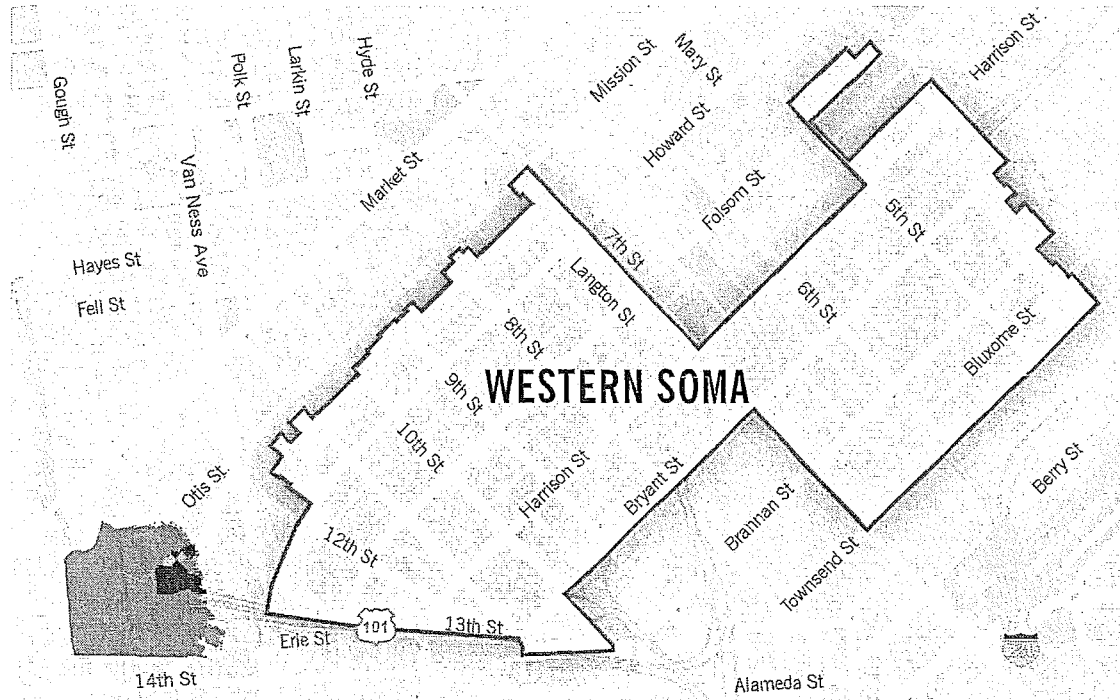 Gough St
Polk St
Larkin St
Hyde St
Mission St
Mary St
Harrison St
Van Ness Ave
Market St
Howard St
Folsom St
7th St
5th St
Hayes St
Fell St
Langton St
8th St
6th St
Bluxome St
9th St
WESTERN SOMA
10th St
Otis St
Harrison St
Bryant St
Brannan St
Berry St
12th St
Townsend St
Erie St
101
13th St
14th St
Alameda St